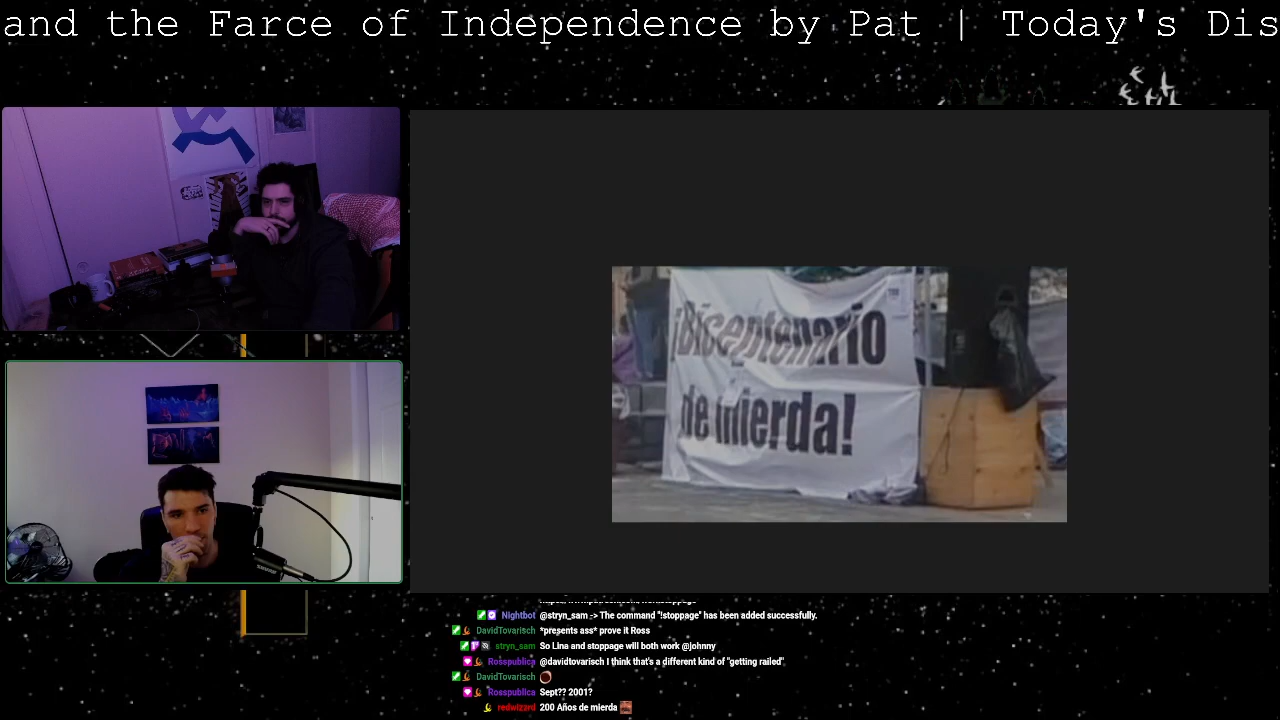 and the Farce of Independence by Pat | Today's Dis
¡Bicentenario
de mierda!
Nightbot @stryn_sam -> The command "!stoppage" has been added successfully.
DavidTovarisch *presents ass* prove it Ross
stryn_sam So Lina and stoppage will both work @johnny
Rosspublica @davidtovarisch I think that's a different kind of "getting railed"
DavidTovarisch
Rosspublica Sept?? 2001?
redwizzrd 200 Años de mierda